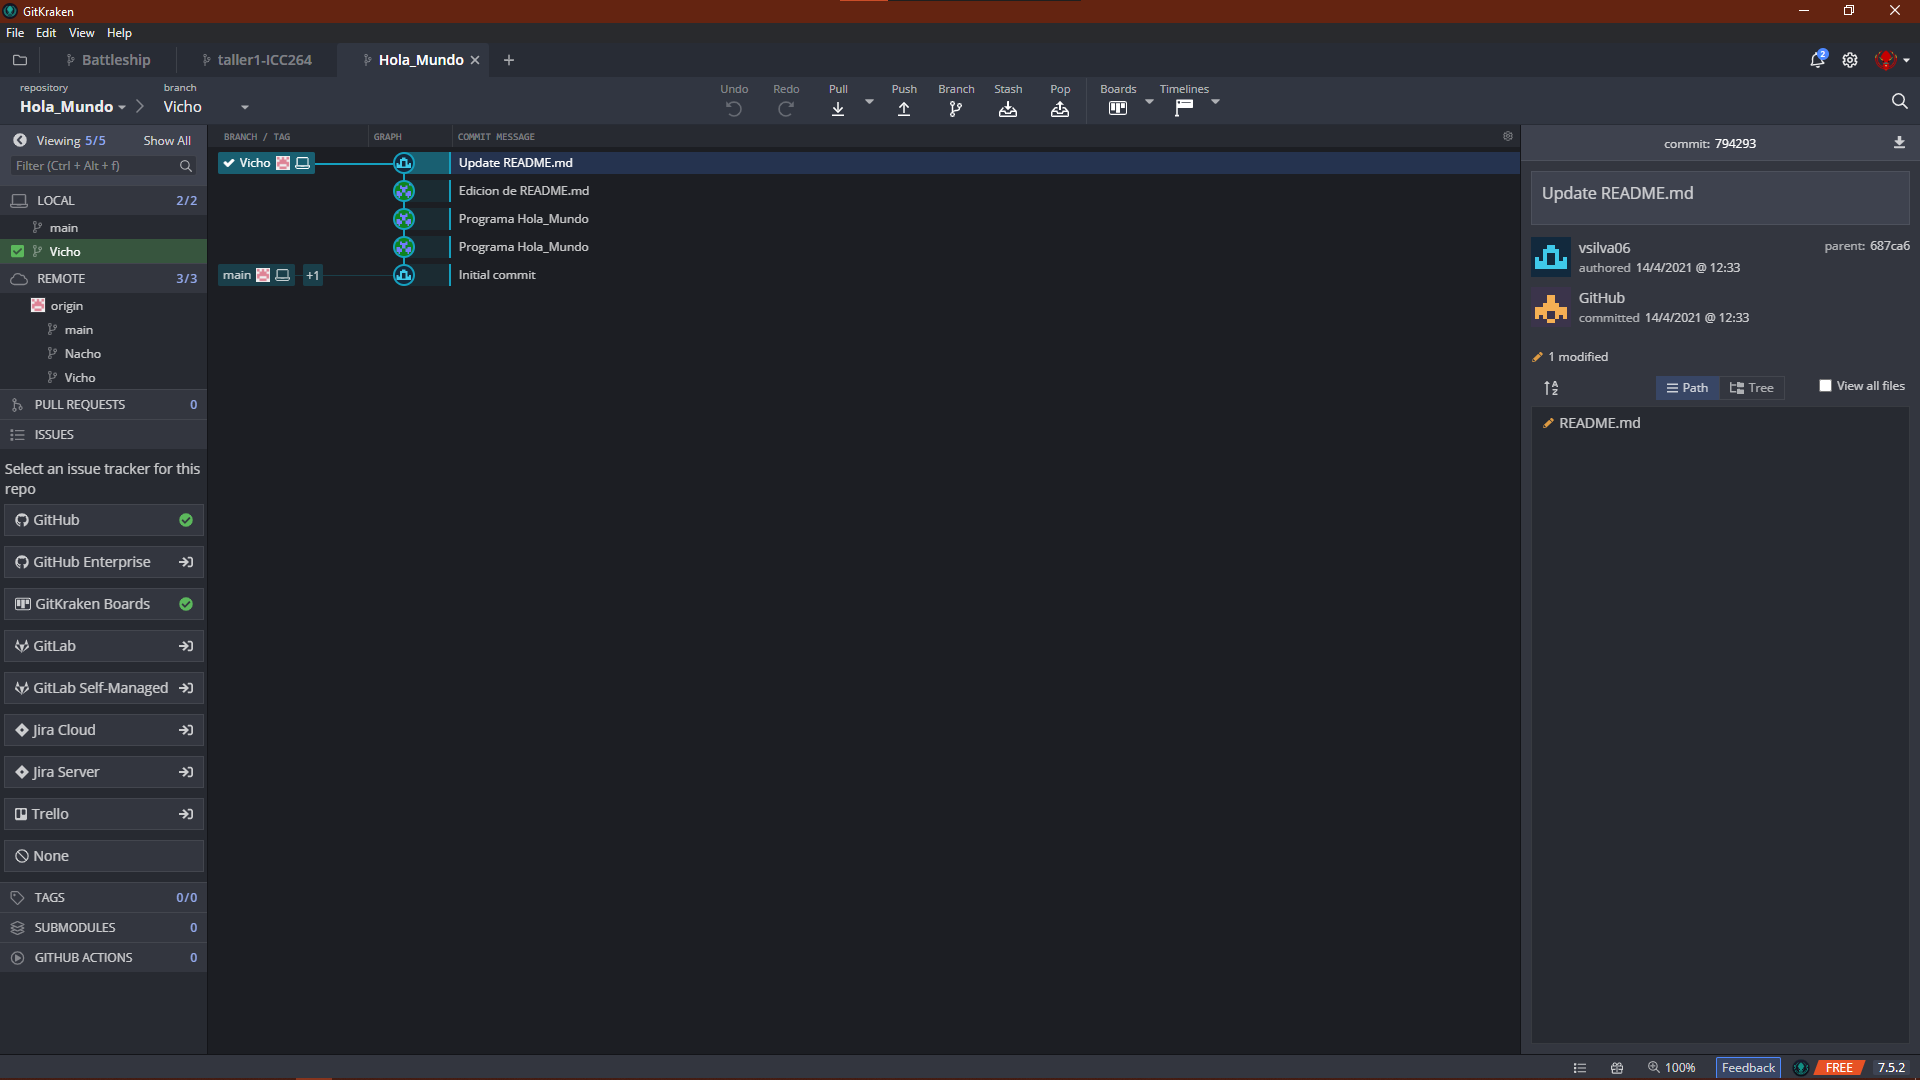 GitKraken
File Edit View Help
Battleship
taller1-ICC264
Hola_Mundo
repository
Hola_Mundo
branch
Vicho
Undo
Redo
Pull
Push
Branch
Stash
Pop
Boards
Timelines
2
Viewing 5/5 Show All
Filter (Ctrl + Alt + f)
LOCAL 2/2
main
Vicho
REMOTE 3/3
origin
main
Nacho
Vicho
PULL REQUESTS 0
ISSUES
Select an issue tracker for this
repo
GitHub
GitHub Enterprise
GitKraken Boards
GitLab
GitLab Self-Managed
Jira Cloud
Jira Server
Trello
None
TAGS 0/0
SUBMODULES 0
GITHUB ACTIONS 0
BRANCH / TAG GRAPH COMMIT MESSAGE
Vicho Update README.md
Edicion de README.md
Programa Hola_Mundo
Programa Hola_Mundo
main +1 Initial commit
commit: 794293
Update README.md
vsilva06 parent: 687ca6
authored 14/4/2021 @ 12:33
GitHub
committed 14/4/2021 @ 12:33
1 modified
Path Tree View all files
README.md
100% Feedback FREE 7.5.2